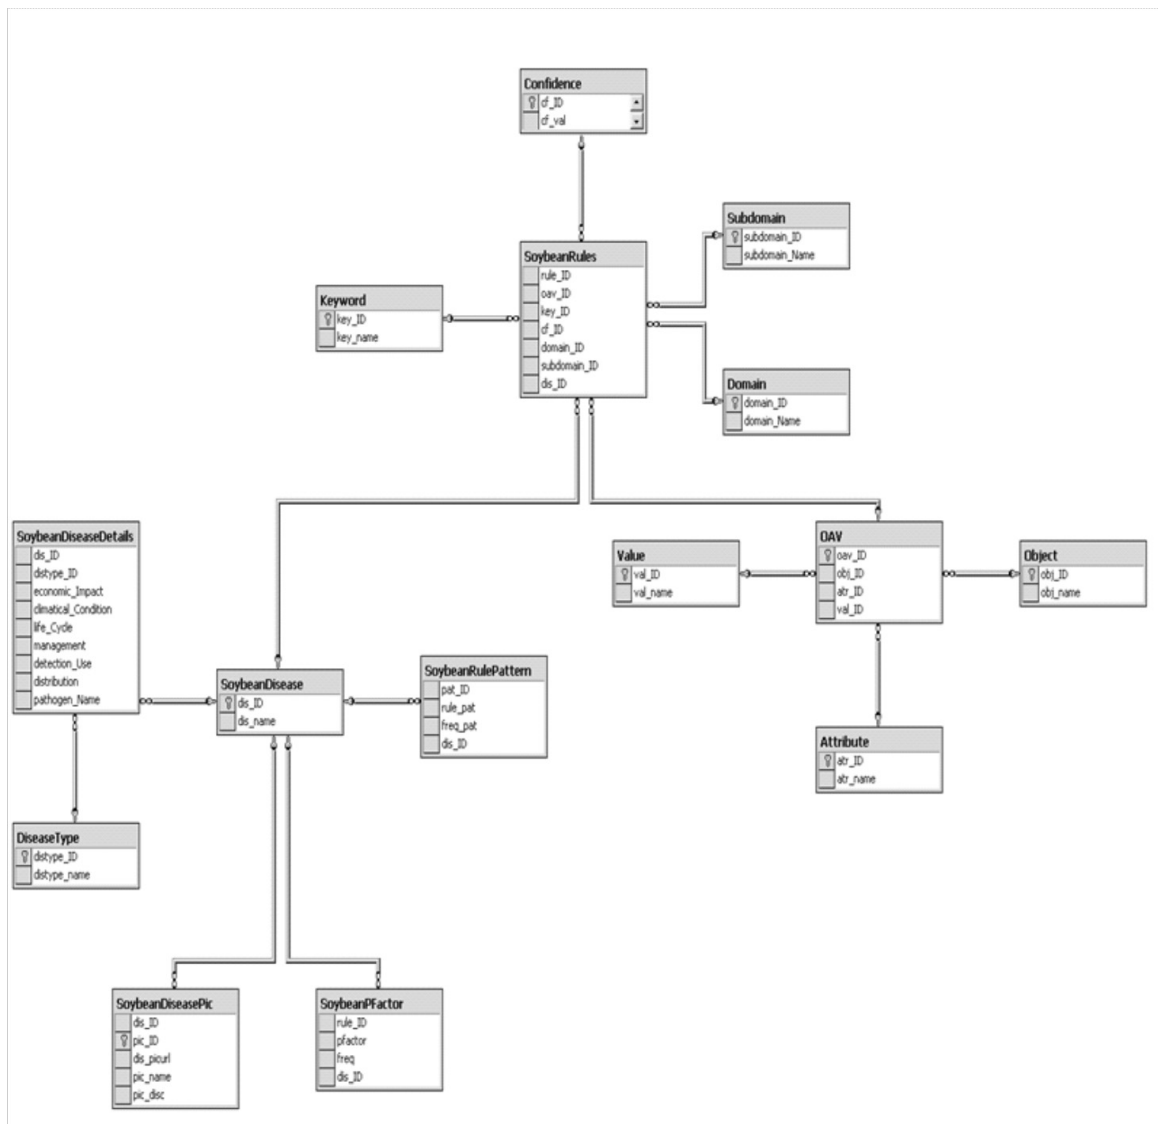 Confidence
cf_ID
cf_val
Subdomain
subdomain_ID
subdomain_Name
SoybeanRules
rule_ID
oav_ID
key_ID
cf_ID
domain_ID
subdomain_ID
dis_ID
Keyword
key_ID
key_name
Domain
domain_ID
domain_Name
SoybeanDiseaseDetails
dis_ID
distype_ID
economic_Impact
climatical_Condition
life_Cycle
management
detection_Use
distribution
pathogen_Name
Value
val_ID
val_name
OAV
oav_ID
obj_ID
atr_ID
val_ID
Object
obj_ID
obj_name
SoybeanDisease
dis_ID
dis_name
SoybeanRulePattern
pat_ID
rule_pat
freq_pat
dis_ID
Attribute
atr_ID
atr_name
DiseaseType
distype_ID
distype_name
SoybeanDiseasePic
dis_ID
pic_ID
dis_picurl
pic_name
pic_disc
SoybeanPFactor
rule_ID
pfactor
freq
dis_ID